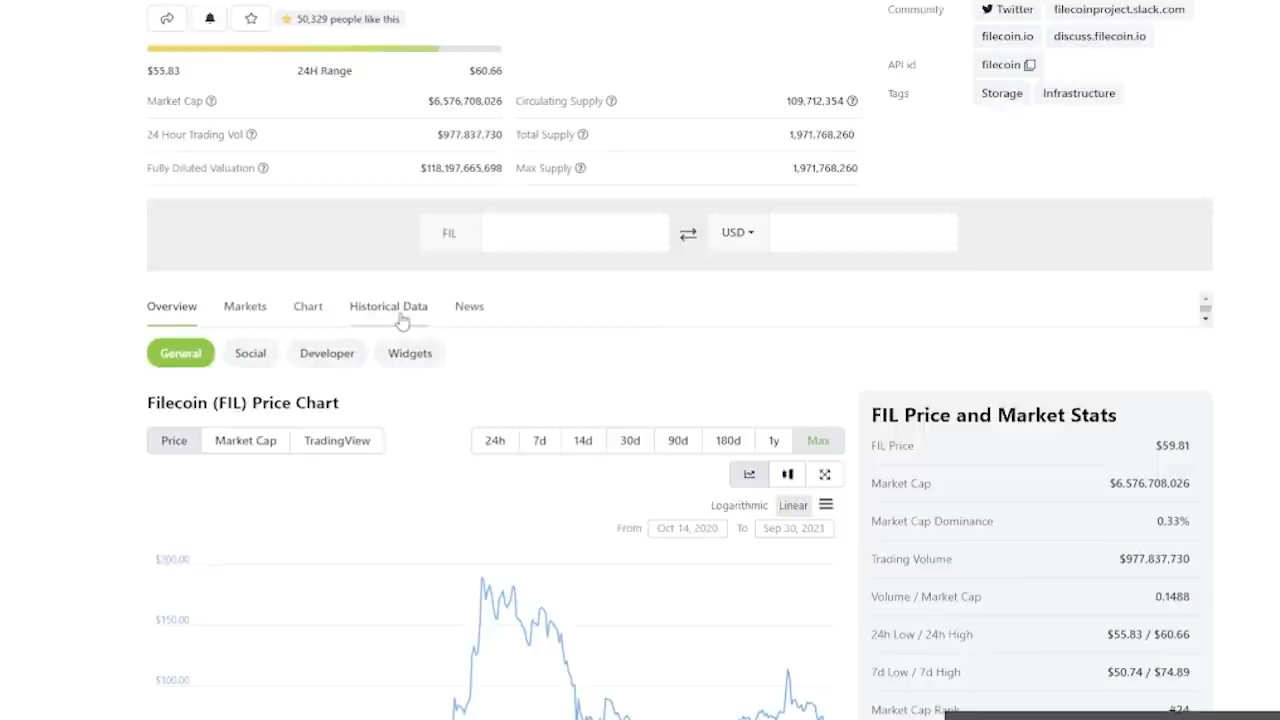 50,329 people like this
$55.83 24H Range $60.66
Market Cap $6,576,708,026 Circulating Supply 109,712,354
24 Hour Trading Vol $977,837,730 Total Supply 1,971,768,260
Fully Diluted Valuation $118,197,665,698 Max Supply 1,971,768,260
Community Twitter filecoinproject.slack.com
filecoin.io discuss.filecoin.io
API id filecoin
Tags Storage Infrastructure
FIL USD
Overview Markets Chart Historical Data News
General Social Developer Widgets
Filecoin (FIL) Price Chart
Price Market Cap TradingView 24h 7d 14d 30d 90d 180d 1y Max
Logarithmic Linear
From Oct 14, 2020 To Sep 30, 2021
$200.00
$150.00
$100.00
FIL Price and Market Stats
FIL Price $59.81
Market Cap $6,576,708,026
Market Cap Dominance 0.33%
Trading Volume $977,837,730
Volume / Market Cap 0.1488
24h Low / 24h High $55.83 / $60.66
7d Low / 7d High $50.74 / $74.89
Market Cap Rank #24